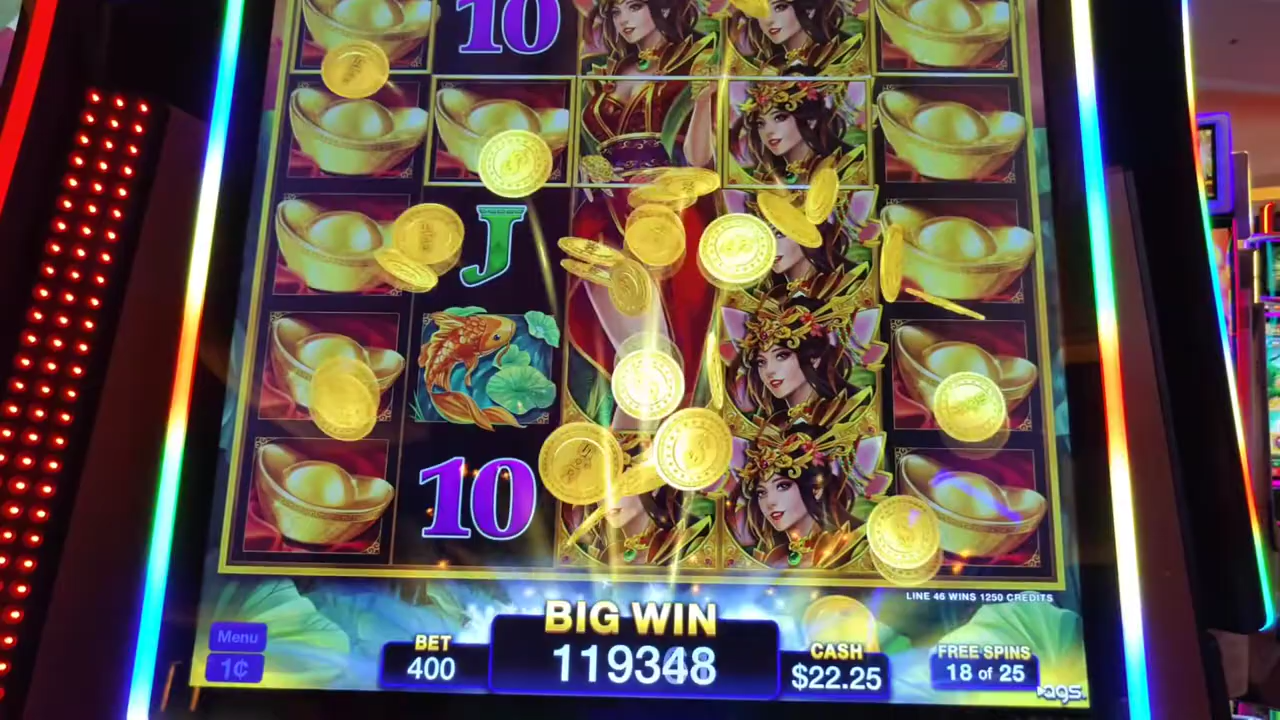 10
J
10
LINE 46 WINS 1250 CREDITS
BIG WIN
Menu
1¢
BET
400
119348
CASH
$22.25
FREE SPINS
18 of 25
ags